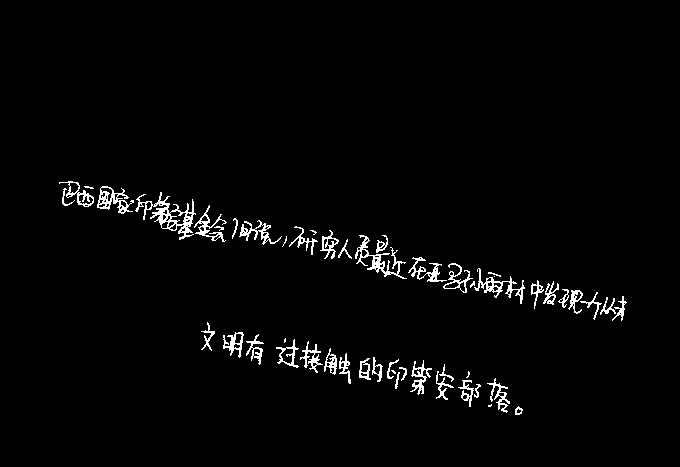 巴西国家印第安基金会1日说，研究人员最近在亚马孙雨林中发现一个从未
文明有过接触的印第安部落。